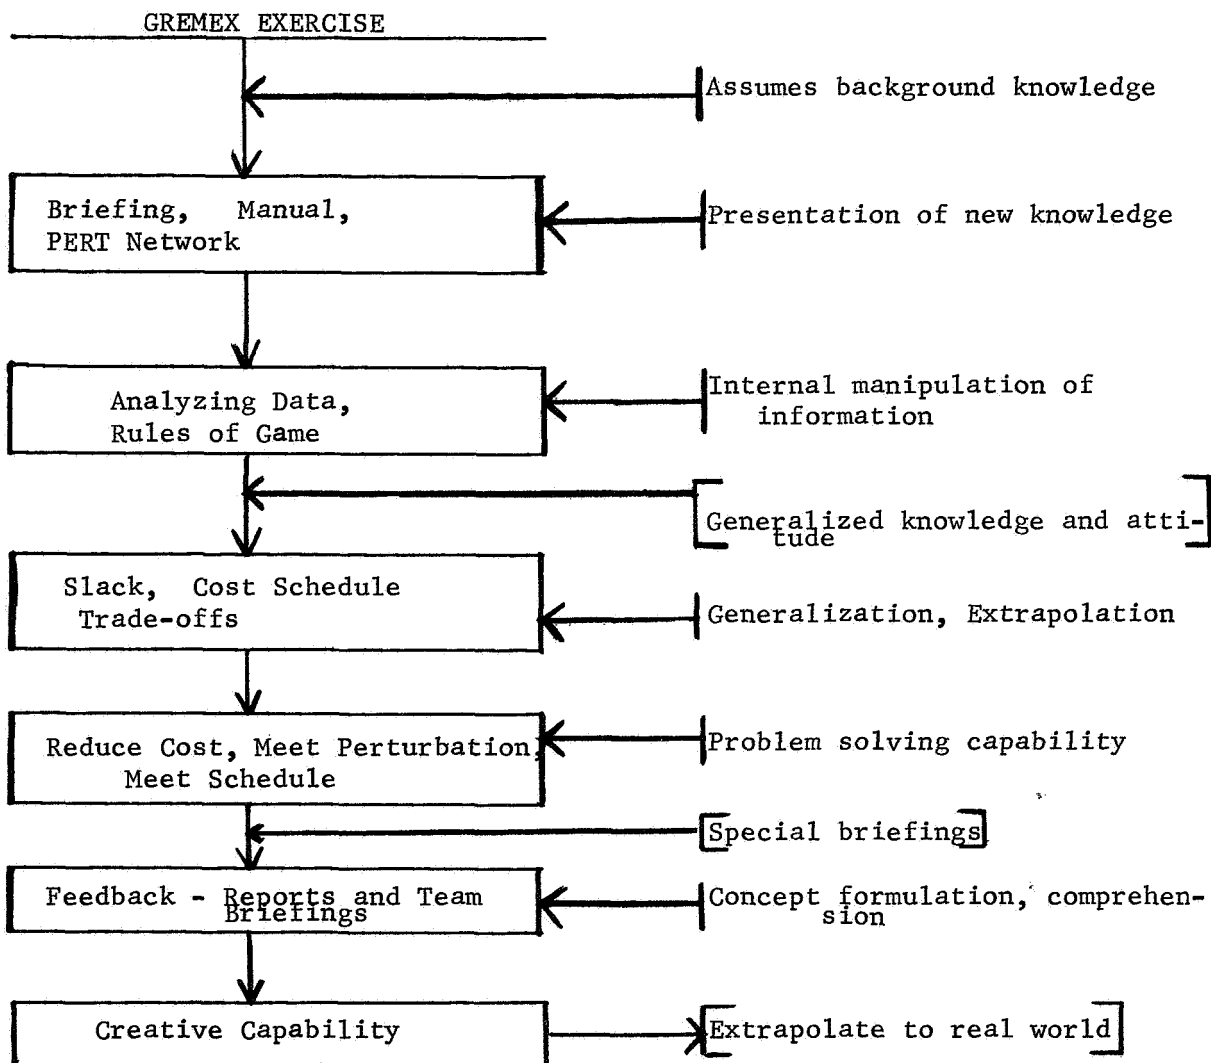 GREMEX EXERCISE
Assumes background knowledge
Briefing, Manual,
PERT Network
Presentation of new knowledge
Analyzing Data,
Rules of Game
Internal manipulation of
information
Generalized knowledge and atti-
tude
Slack, Cost Schedule
Trade-offs
Generalization, Extrapolation
Reduce Cost, Meet Perturbation,
Meet Schedule
Problem solving capability
[Special briefings]
Feedback - Reports and Team
Briefings
Concept formulation, comprehen-
sion
Creative Capability
[Extrapolate to real world]